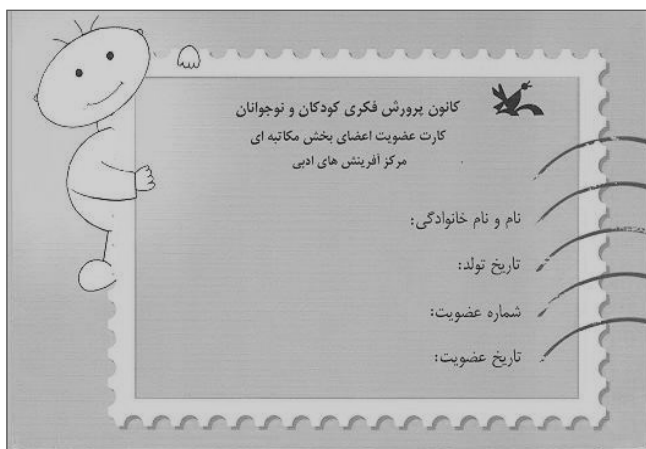 کانون پرورش فکری کودکان و نوجوانان
کارت عضویت اعضای بخش مکاتبه ای
مرکز آفرینش های ادبی
نام و نام خانوادگی:
تاریخ تولد:
شماره عضویت:
تاریخ عضویت: